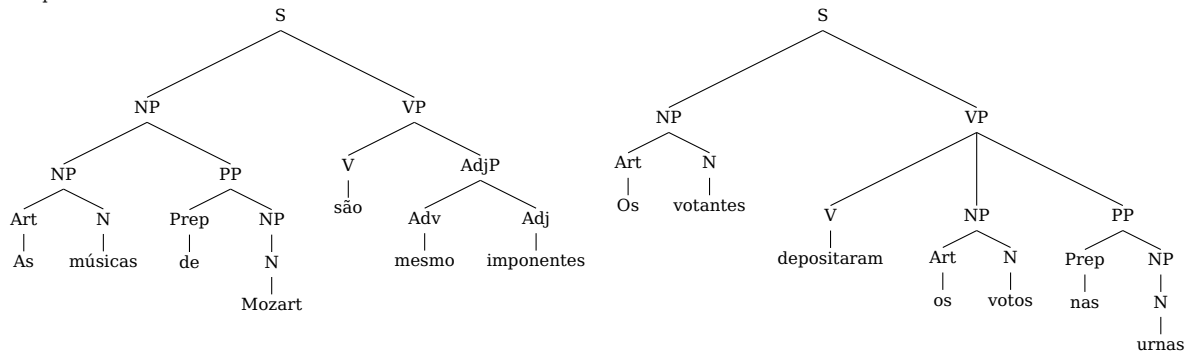 S S
NP VP NP VP
NP PP V AdjP Art N
Art N Prep NP são Adv Adj Os votantes V NP PP
As músicas de N mesmo imponentes depositaram Art N Prep NP
Mozart os votos nas N
urnas